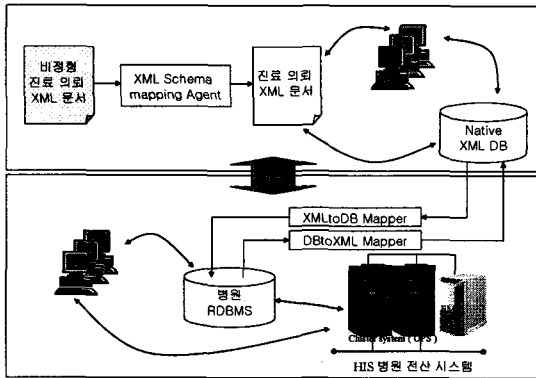 비정형
진료 의뢰
XML 문서
XML Schema
mapping Agent
진료 의뢰
XML 문서
Native
XML DB
XMLtoDB Mapper
DBtoXML Mapper
병원
RDBMS
Cluster system ( OPS )
HIS 병원 전산 시스템